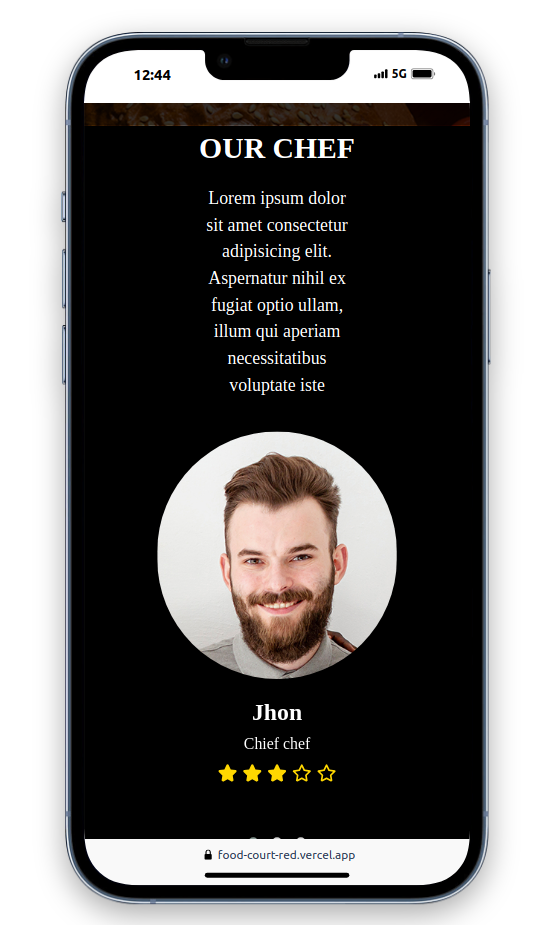 12:44
5G
OUR CHEF
Lorem ipsum dolor
sit amet consectetur
adipisicing elit.
Aspernatur nihil ex
fugiat optio ullam,
illum qui aperiam
necessitatibus
voluptate iste
Jhon
Chief chef
food-court-red.vercel.app